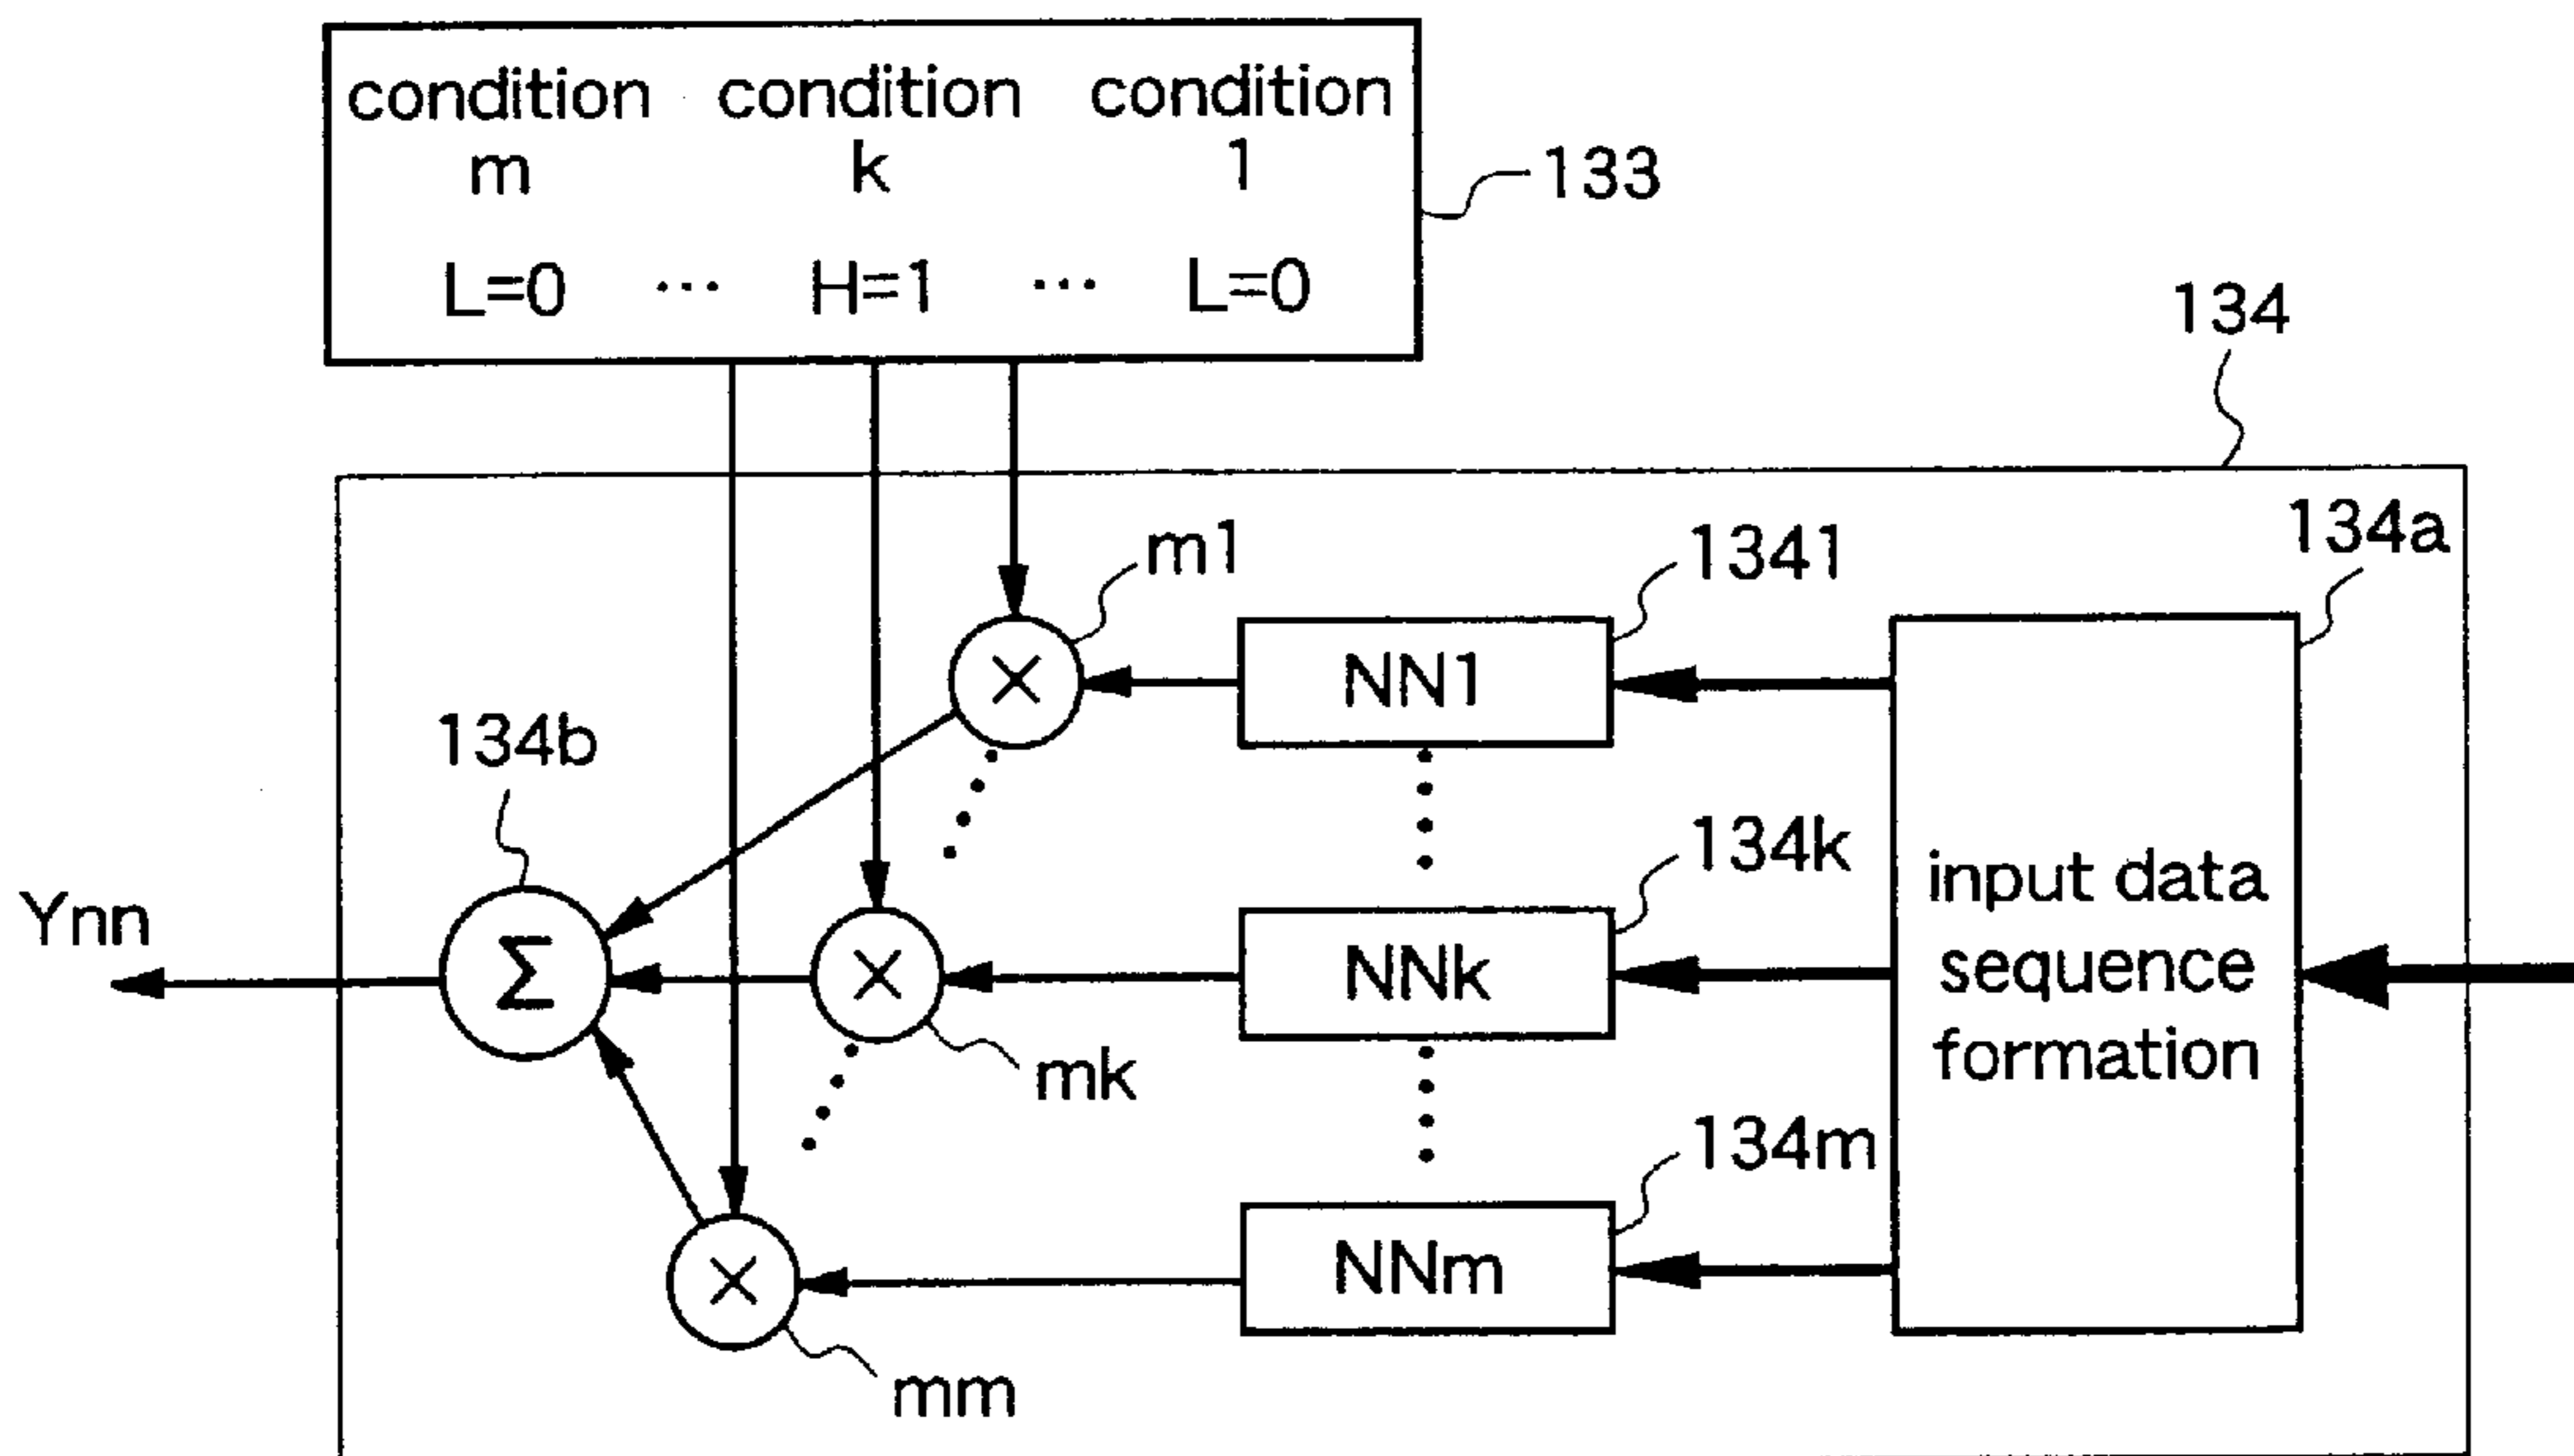 condition condition condition
m k 1
L=0 ... H=1 ... L=0
133
134
134a
m1
1341
× NN1
134b
134k
Ynn
Σ × NNk
input data
sequence
formation
mk
134m
× NNm
mm